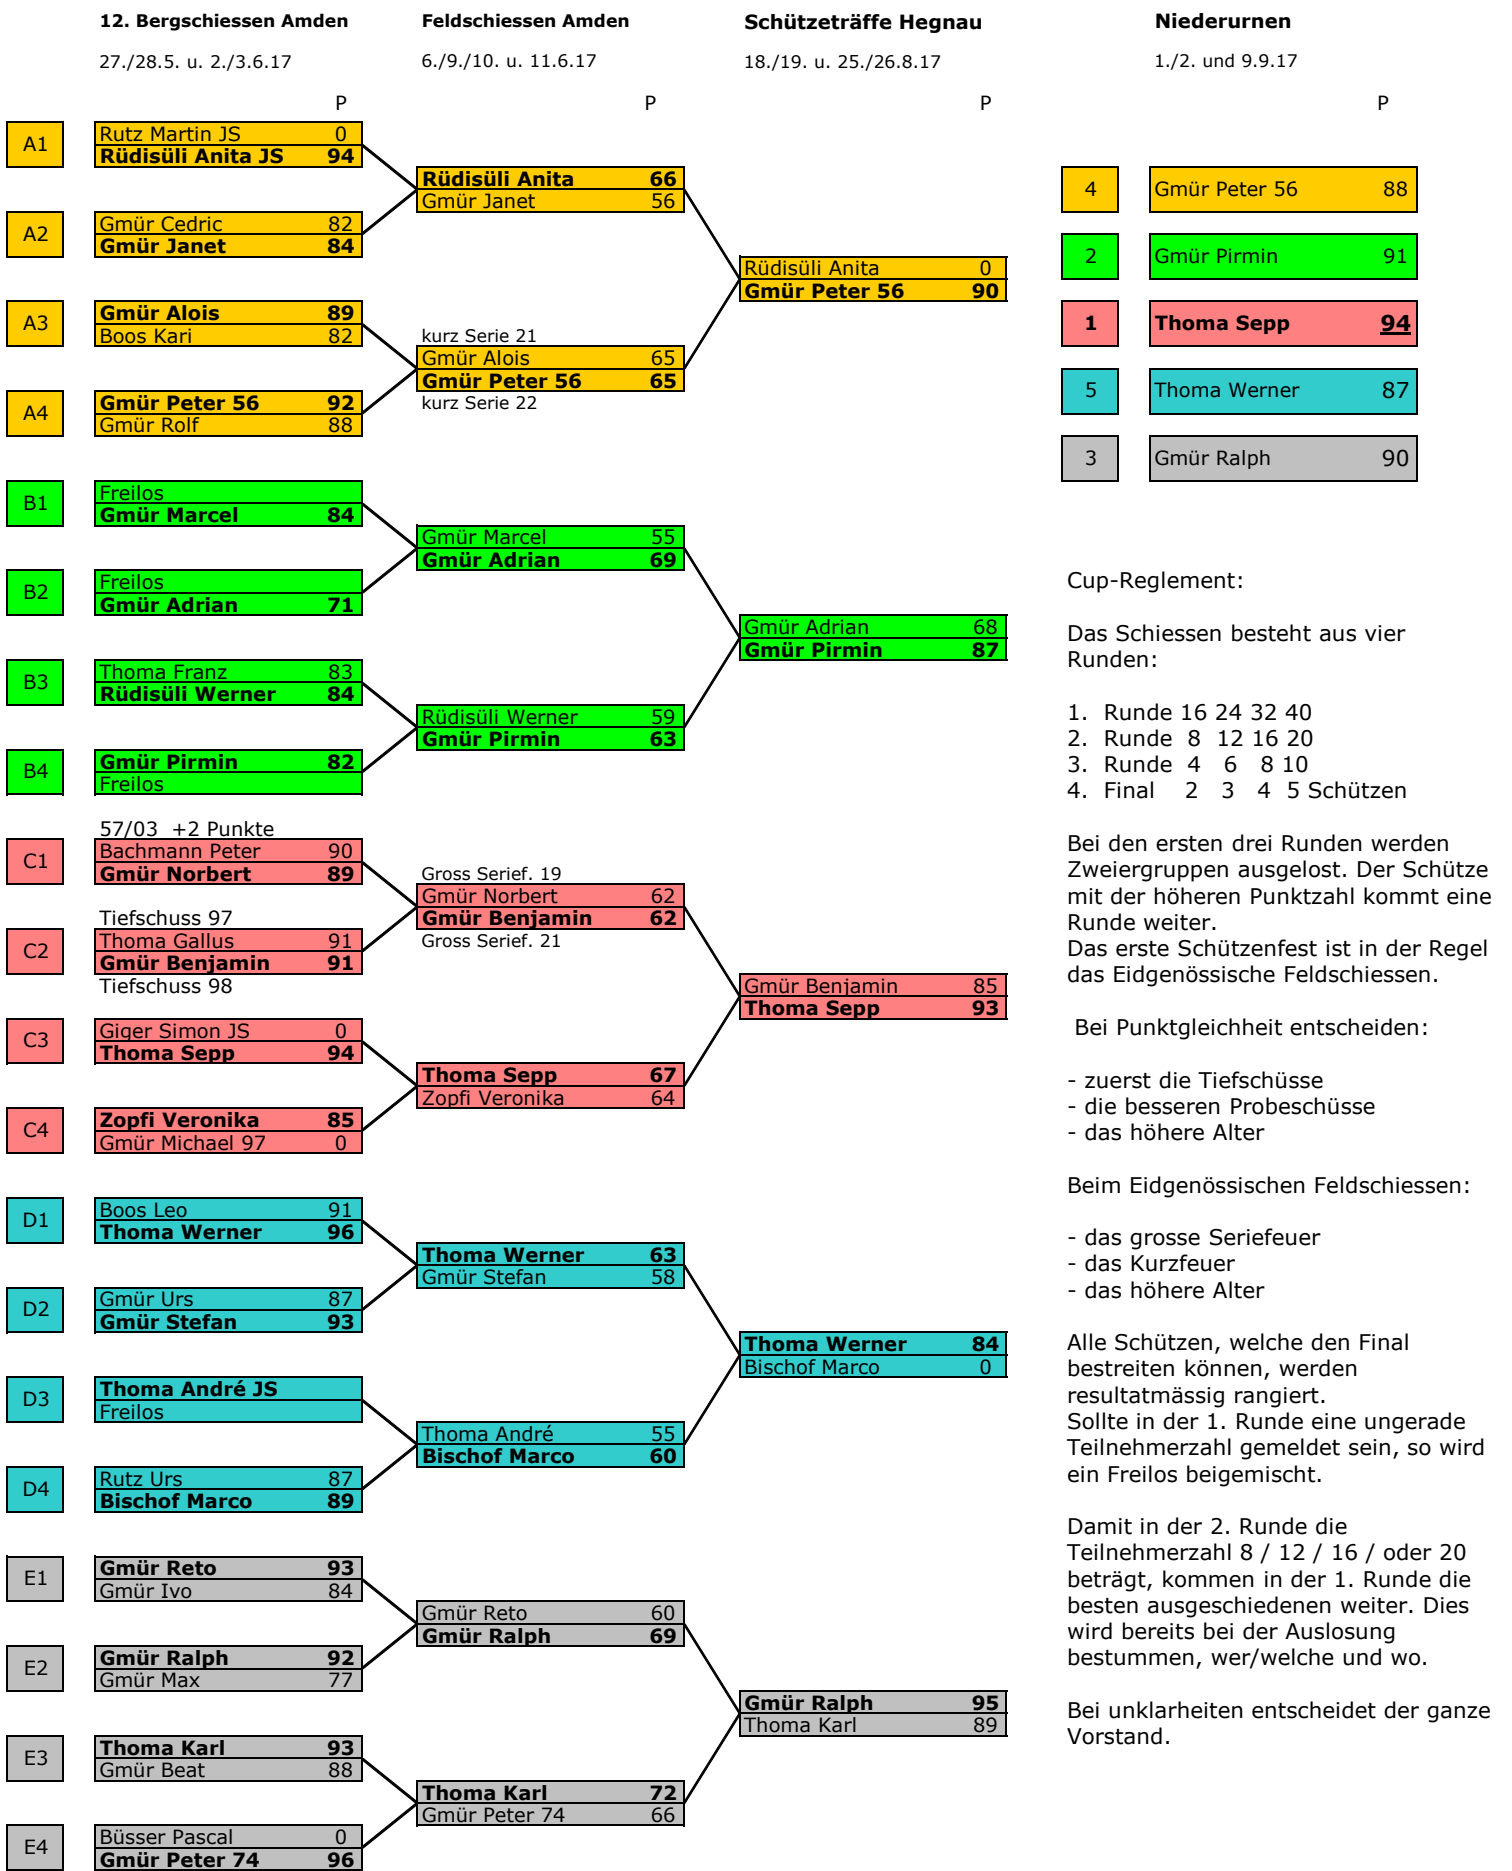 12. Bergschiessen Amden
27./28.5. u. 2./3.6.17
P
A1
Rutz Martin JS 0
Rüdisüli Anita JS 94
A2
Gmür Cedric 82
Gmür Janet 84
A3
Gmür Alois 89
Boos Kari 82
A4
Gmür Peter 56 92
Gmür Rolf 88
B1
Freilos
Gmür Marcel 84
B2
Freilos
Gmür Adrian 71
B3
Thoma Franz 83
Rüdisüli Werner 84
B4
Gmür Pirmin 82
Freilos
57/03 +2 Punkte
C1
Bachmann Peter 90
Gmür Norbert 89
Tiefschuss 97
C2
Thoma Gallus 91
Gmür Benjamin 91
Tiefschuss 98
C3
Giger Simon JS 0
Thoma Sepp 94
C4
Zopfi Veronika 85
Gmür Michael 97 0
D1
Boos Leo 91
Thoma Werner 96
D2
Gmür Urs 87
Gmür Stefan 93
D3
Thoma André JS
Freilos
D4
Rutz Urs 87
Bischof Marco 89
E1
Gmür Reto 93
Gmür Ivo 84
E2
Gmür Ralph 92
Gmür Max 77
E3
Thoma Karl 93
Gmür Beat 88
E4
Büsser Pascal 0
Gmür Peter 74 96
Feldschiessen Amden
6./9./10. u. 11.6.17
P
Rüdisüli Anita 66
Gmür Janet 56
kurz Serie 21
Gmür Alois 65
Gmür Peter 56 65
kurz Serie 22
Gmür Marcel 55
Gmür Adrian 69
Rüdisüli Werner 59
Gmür Pirmin 63
Gross Serief. 19
Gmür Norbert 62
Gmür Benjamin 62
Gross Serief. 21
Thoma Sepp 67
Zopfi Veronika 64
Thoma Werner 63
Gmür Stefan 58
Thoma André 55
Bischof Marco 60
Gmür Reto 60
Gmür Ralph 69
Thoma Karl 72
Gmür Peter 74 66
Schützeträffe Hegnau
18./19. u. 25./26.8.17
P
Rüdisüli Anita 0
Gmür Peter 56 90
Gmür Adrian 68
Gmür Pirmin 87
Gmür Benjamin 85
Thoma Sepp 93
Thoma Werner 84
Bischof Marco 0
Gmür Ralph 95
Thoma Karl 89
Niederurnen
1./2. und 9.9.17
P
4 Gmür Peter 56 88
2 Gmür Pirmin 91
1 Thoma Sepp 94
5 Thoma Werner 87
3 Gmür Ralph 90
Cup-Reglement:
Das Schiessen besteht aus vier
Runden:
1. Runde 16 24 32 40
2. Runde 8 12 16 20
3. Runde 4 6 8 10
4. Final 2 3 4 5 Schützen
Bei den ersten drei Runden werden
Zweiergruppen ausgelost. Der Schütze
mit der höheren Punktzahl kommt eine
Runde weiter.
Das erste Schützenfest ist in der Regel
das Eidgenössische Feldschiessen.
Bei Punktgleichheit entscheiden:
- zuerst die Tiefschüsse
- die besseren Probeschüsse
- das höhere Alter
Beim Eidgenössischen Feldschiessen:
- das grosse Seriefeuer
- das Kurzfeuer
- das höhere Alter
Alle Schützen, welche den Final
bestreiten können, werden
resultatmässig rangiert.
Sollte in der 1. Runde eine ungerade
Teilnehmerzahl gemeldet sein, so wird
ein Freilos beigemischt.
Damit in der 2. Runde die
Teilnehmerzahl 8 / 12 / 16 / oder 20
beträgt, kommen in der 1. Runde die
besten ausgeschiedenen weiter. Dies
wird bereits bei der Auslosung
bestummen, wer/welche und wo.
Bei unklarheiten entscheidet der ganze
Vorstand.